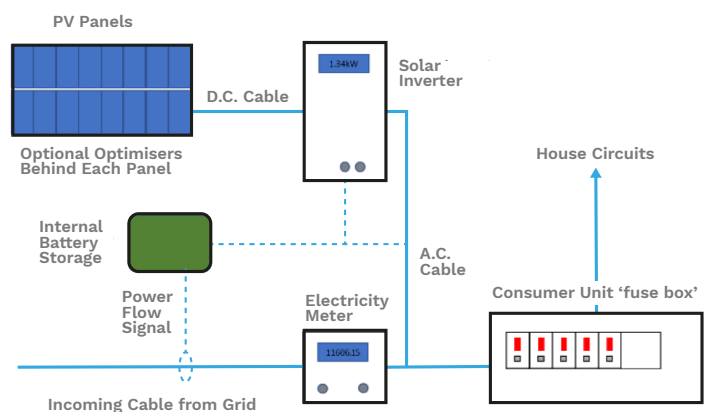 PV Panels
1.34kW
Solar
Inverter
D.C. Cable
Optional Optimisers
Behind Each Panel
House Circuits
Internal
Battery
Storage
A.C.
Cable
Power
Flow
Signal
Electricity
Meter
Consumer Unit ‘fuse box’
11606.15
Incoming Cable from Grid